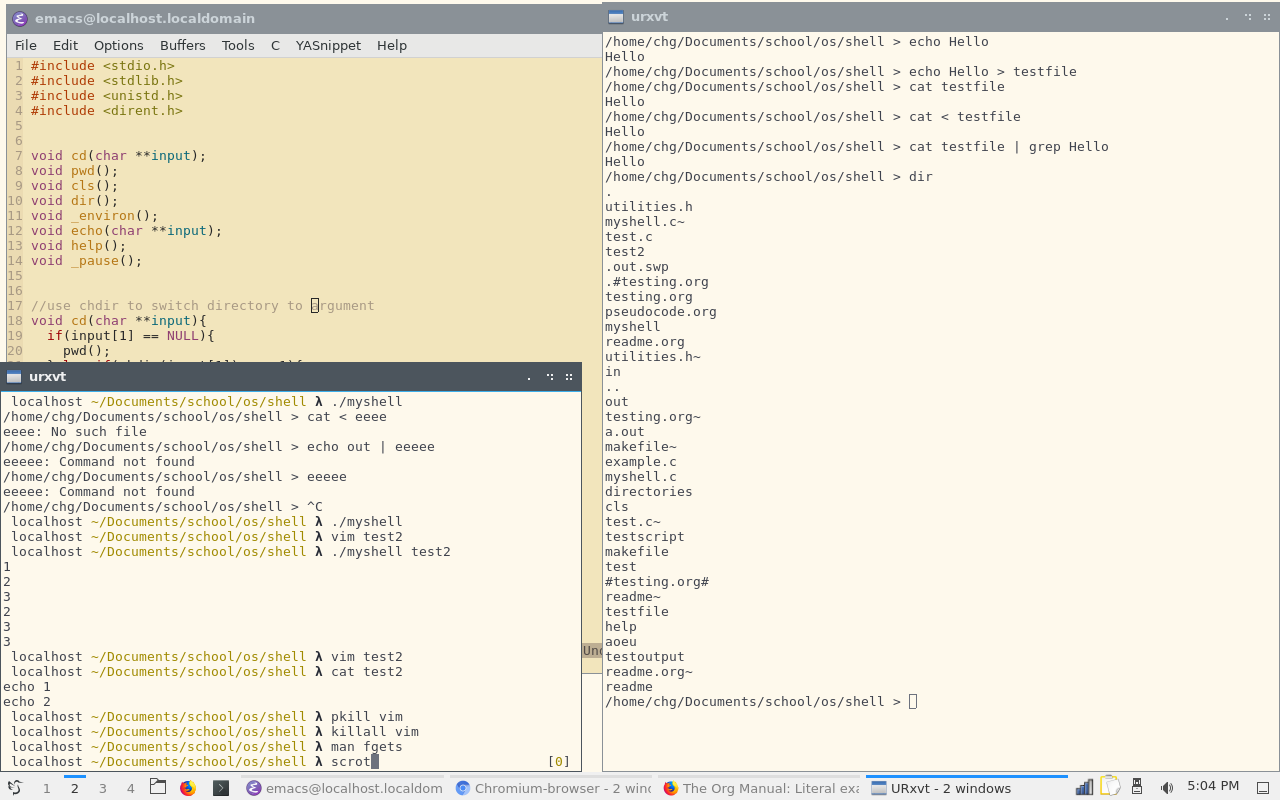 emacs@localhost.localdomain
File Edit Options Buffers Tools C YASnippet Help
1 #include <stdio.h>
2 #include <stdlib.h>
3 #include <unistd.h>
4 #include <dirent.h>
5
6
7 void cd(char **input);
8 void pwd();
9 void cls();
10 void dir();
11 void _environ();
12 void echo(char **input);
13 void help();
14 void _pause();
15
16
17 //use chdir to switch directory to argument
18 void cd(char **input){
19 if(input[1] == NULL){
20 pwd();
Und
urxvt
localhost ~/Documents/school/os/shell λ ./myshell
/home/chg/Documents/school/os/shell > cat < eeee
eeee: No such file
/home/chg/Documents/school/os/shell > echo out | eeeee
eeeee: Command not found
/home/chg/Documents/school/os/shell > eeeee
eeeee: Command not found
/home/chg/Documents/school/os/shell > ^C
localhost ~/Documents/school/os/shell λ ./myshell
localhost ~/Documents/school/os/shell λ vim test2
localhost ~/Documents/school/os/shell λ ./myshell test2
1
2
3
2
3
3
localhost ~/Documents/school/os/shell λ vim test2
localhost ~/Documents/school/os/shell λ cat test2
echo 1
echo 2
localhost ~/Documents/school/os/shell λ pkill vim
localhost ~/Documents/school/os/shell λ killall vim
localhost ~/Documents/school/os/shell λ man fgets
localhost ~/Documents/school/os/shell λ scrot [0]
urxvt
/home/chg/Documents/school/os/shell > echo Hello
Hello
/home/chg/Documents/school/os/shell > echo Hello > testfile
/home/chg/Documents/school/os/shell > cat testfile
Hello
/home/chg/Documents/school/os/shell > cat < testfile
Hello
/home/chg/Documents/school/os/shell > cat testfile | grep Hello
Hello
/home/chg/Documents/school/os/shell > dir
.
utilities.h
myshell.c~
test.c
test2
.out.swp
.#testing.org
testing.org
pseudocode.org
myshell
readme.org
utilities.h~
in
..
out
testing.org~
a.out
makefile~
example.c
myshell.c
directories
cls
test.c~
testscript
makefile
test
#testing.org#
readme~
testfile
help
aoeu
testoutput
readme.org~
readme
/home/chg/Documents/school/os/shell >
1 2 3 4 emacs@localhost.localdom Chromium-browser - 2 wind The Org Manual: Literal exa URxvt - 2 windows 5:04 PM